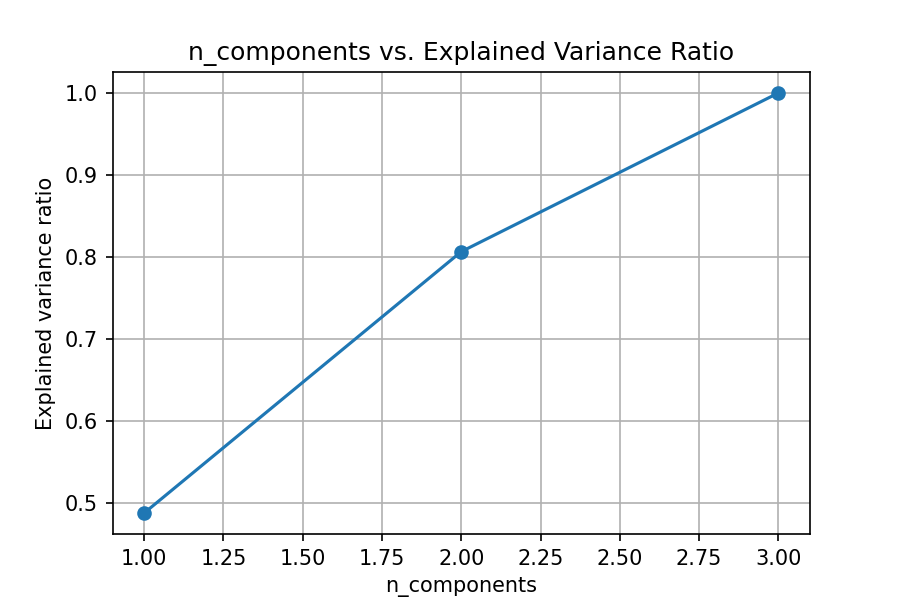 n_components vs. Explained Variance Ratio
Explained variance ratio
1.0
0.9
0.8
0.7
0.6
0.5
1.00 1.25 1.50 1.75 2.00 2.25 2.50 2.75 3.00
n_components